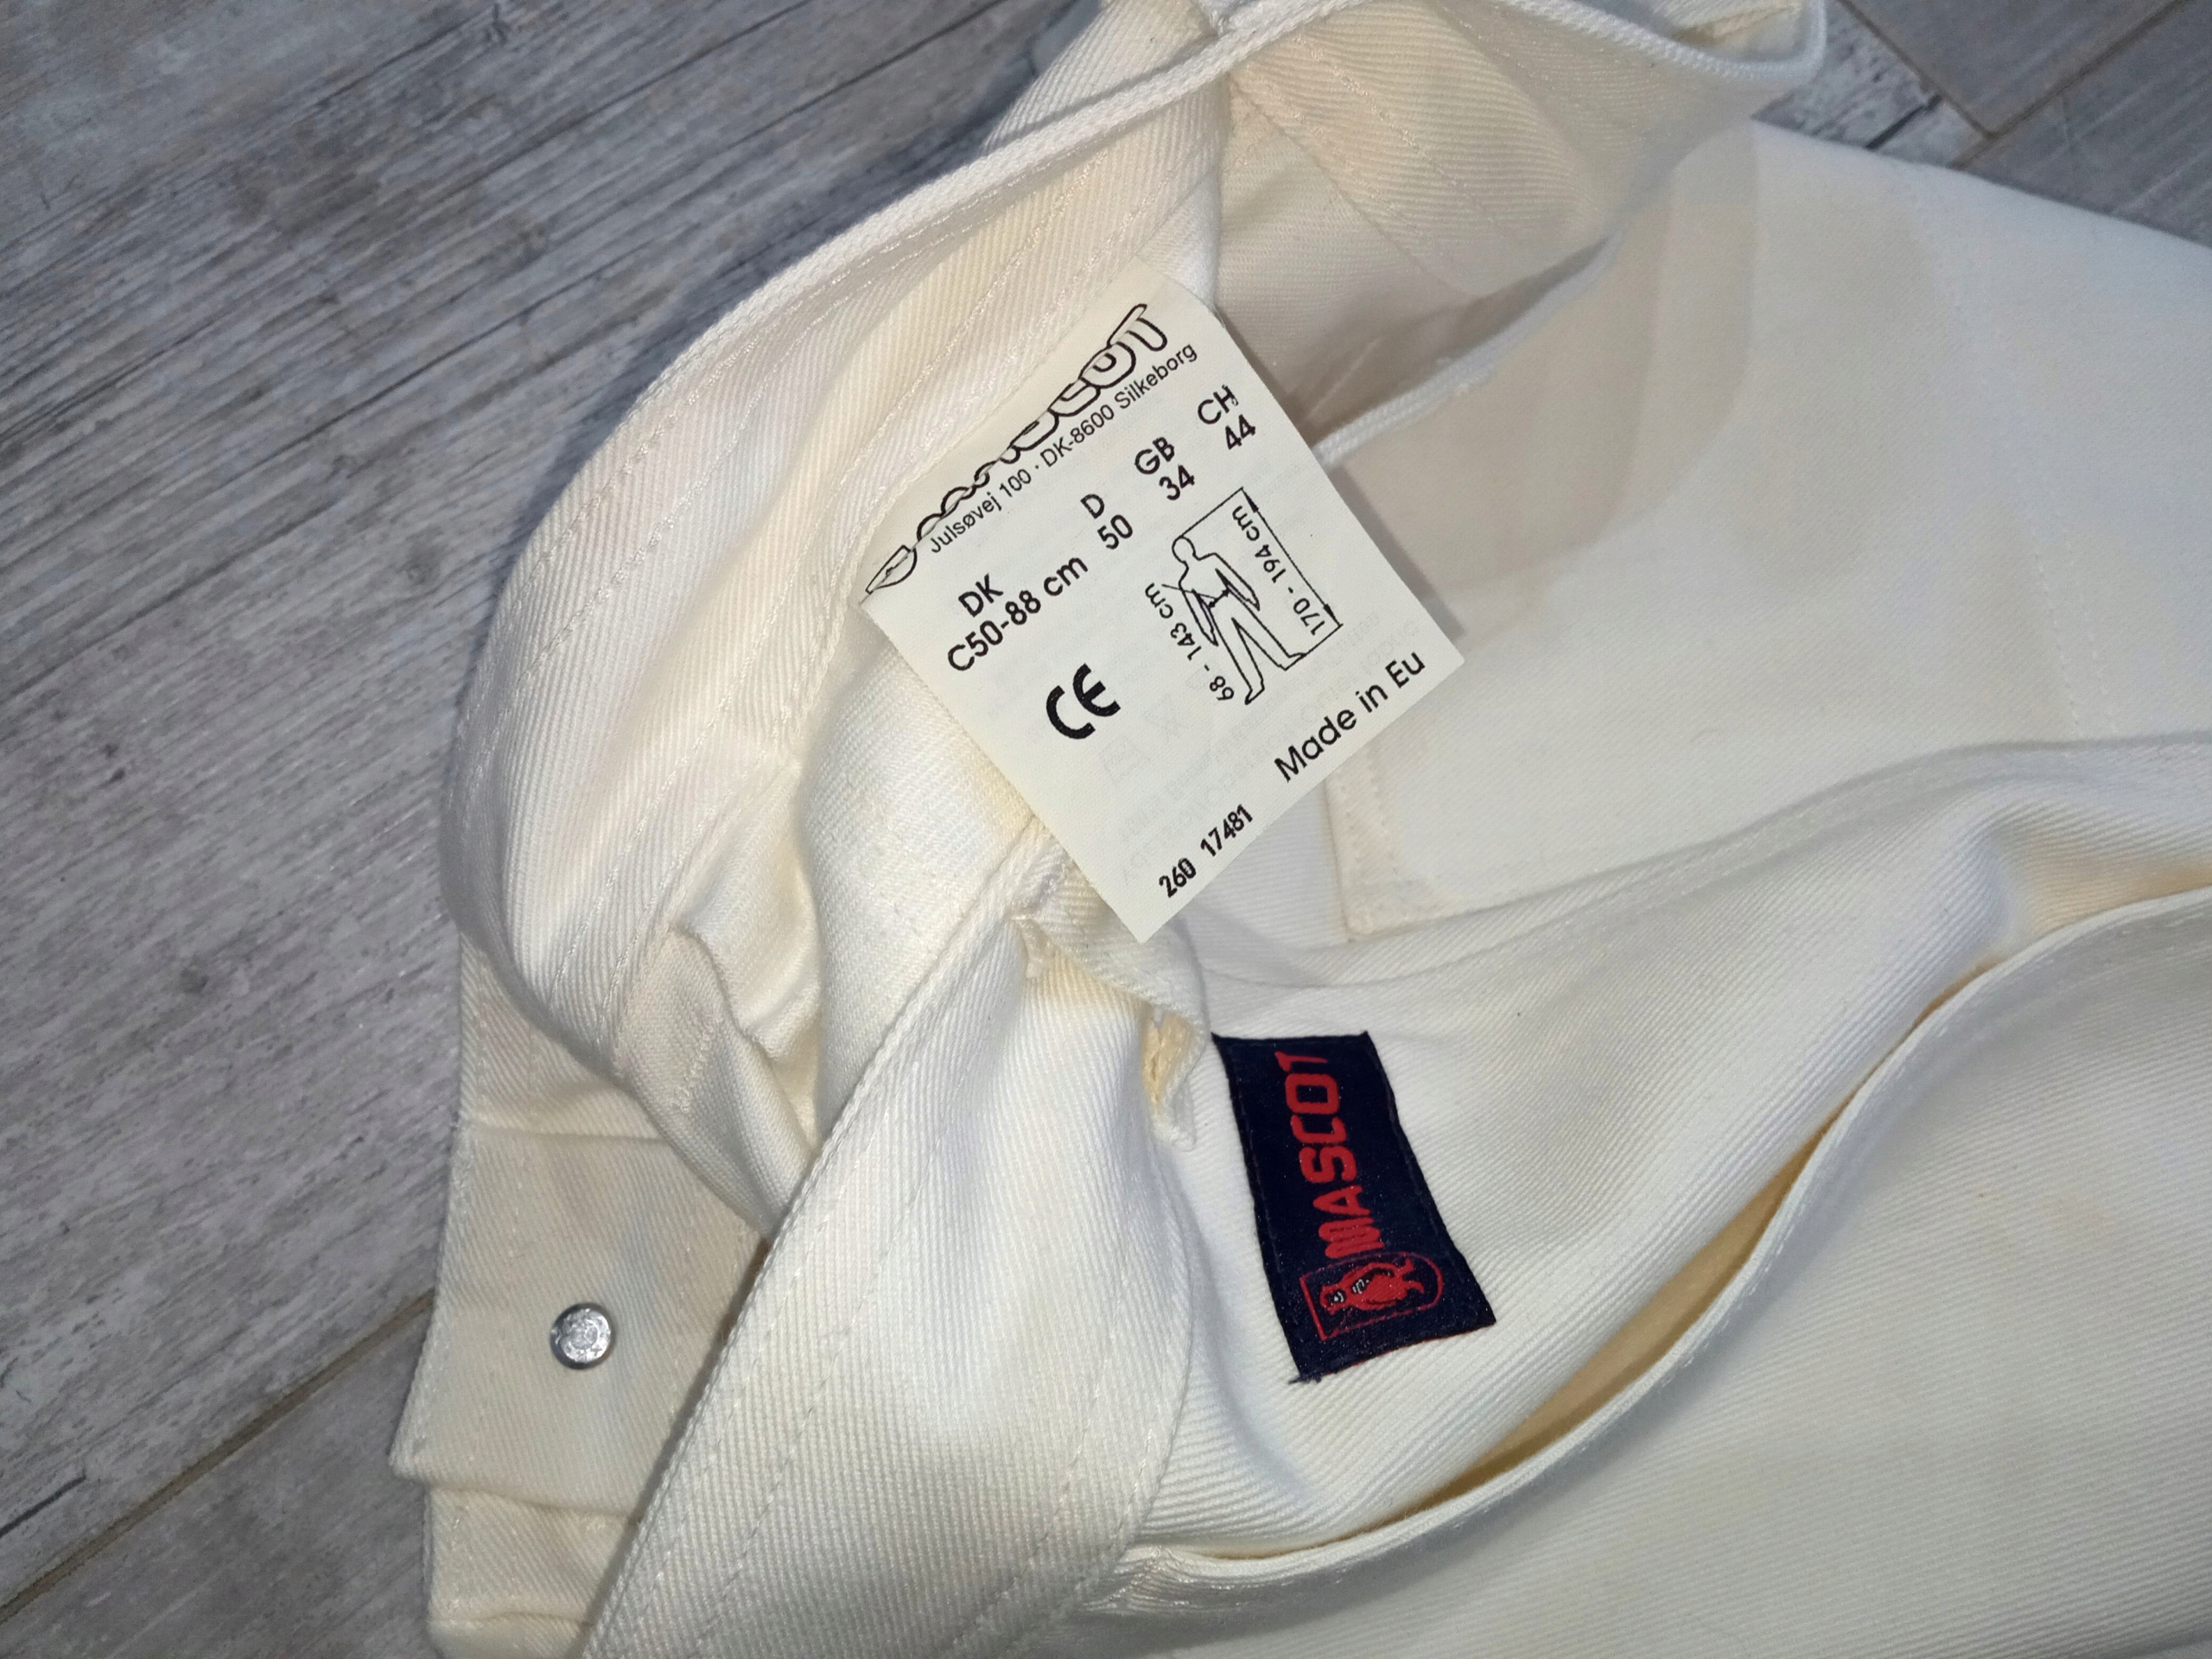 MASCOT
Julsøvej 100 · DK-8600 Silkeborg
DK D GB CH
C50-88 cm 50 34 44
68 - 143 cm
170 - 194 cm
CE
Made in Eu
260 17481
MASCOT